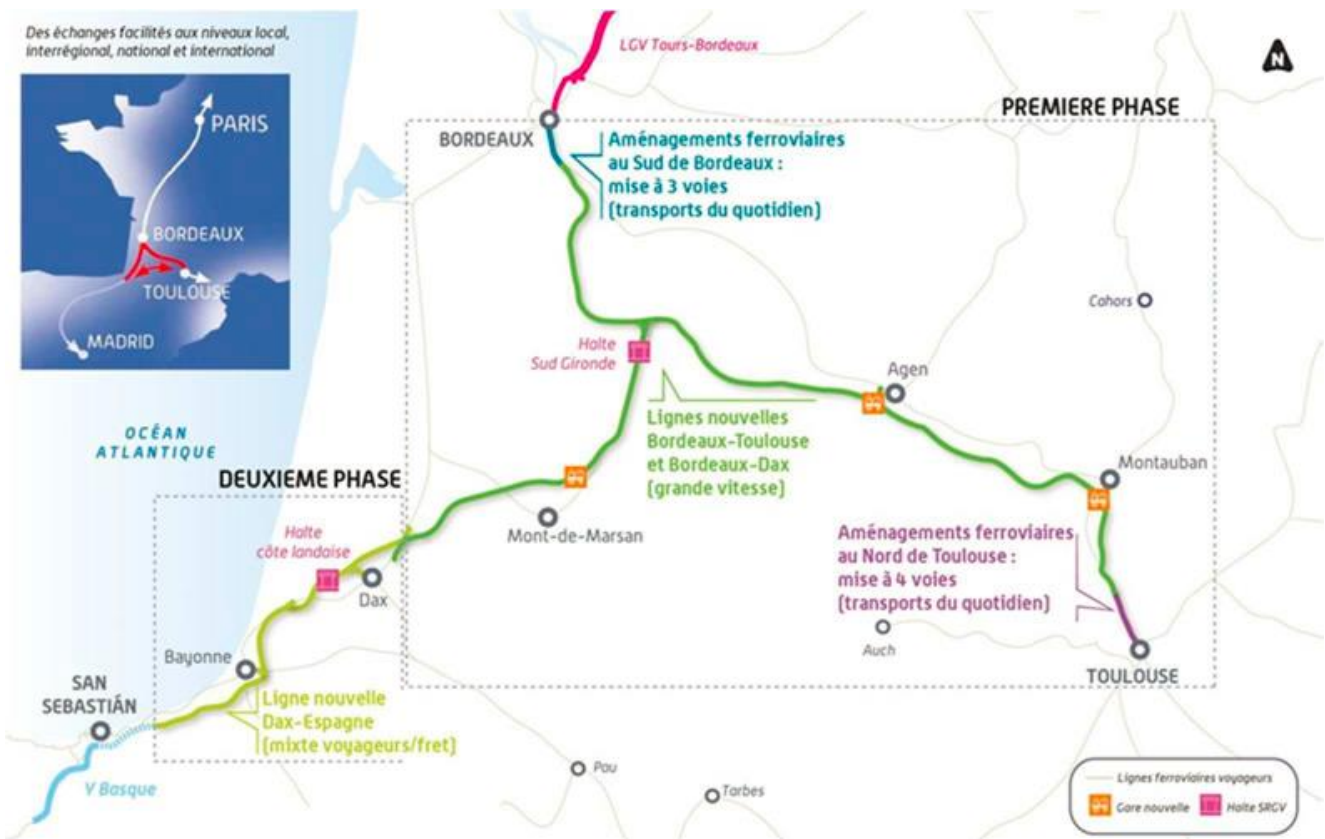 Des échanges facilités aux niveaux local,
interrégional, national et international
PARIS
BORDEAUX
TOULOUSE
MADRID
LGV Tours-Bordeaux
N
PREMIERE PHASE
BORDEAUX
Aménagements ferroviaires
au Sud de Bordeaux :
mise à 3 voies
(transports du quotidien)
Cahors
Halte
Sud Gironde
Agen
Lignes nouvelles
Bordeaux-Toulouse
et Bordeaux-Dax
(grande vitesse)
OCÉAN
ATLANTIQUE
DEUXIEME PHASE
Montauban
Mont-de-Marsan
Halte
côte landaise
Dax
Aménagements ferroviaires
au Nord de Toulouse :
mise à 4 voies
(transports du quotidien)
Auch
TOULOUSE
Bayonne
SAN
SEBASTIÁN
Ligne nouvelle
Dax-Espagne
(mixte voyageurs/fret)
Y Basque
Pau
Tarbes
Lignes ferroviaires voyageurs
Gare nouvelle
Halte SRGV